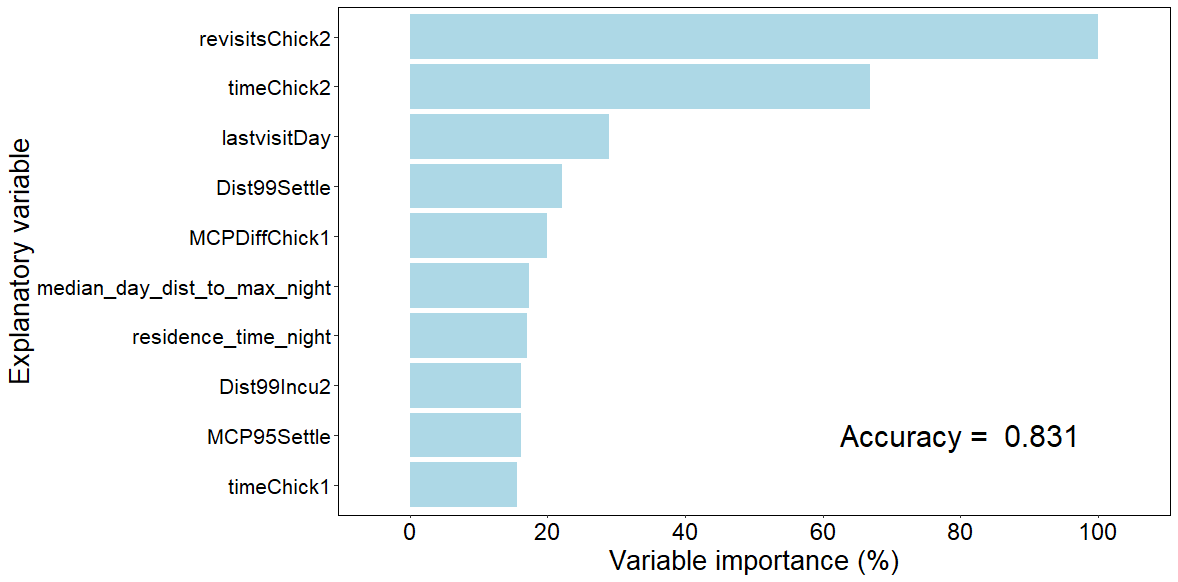 Explanatory variable
revisitsChick2
timeChick2
lastvisitDay
Dist99Settle
MCPDiffChick1
median_day_dist_to_max_night
residence_time_night
Dist99Incu2
MCP95Settle
timeChick1
Accuracy = 0.831
0 20 40 60 80 100
Variable importance (%)